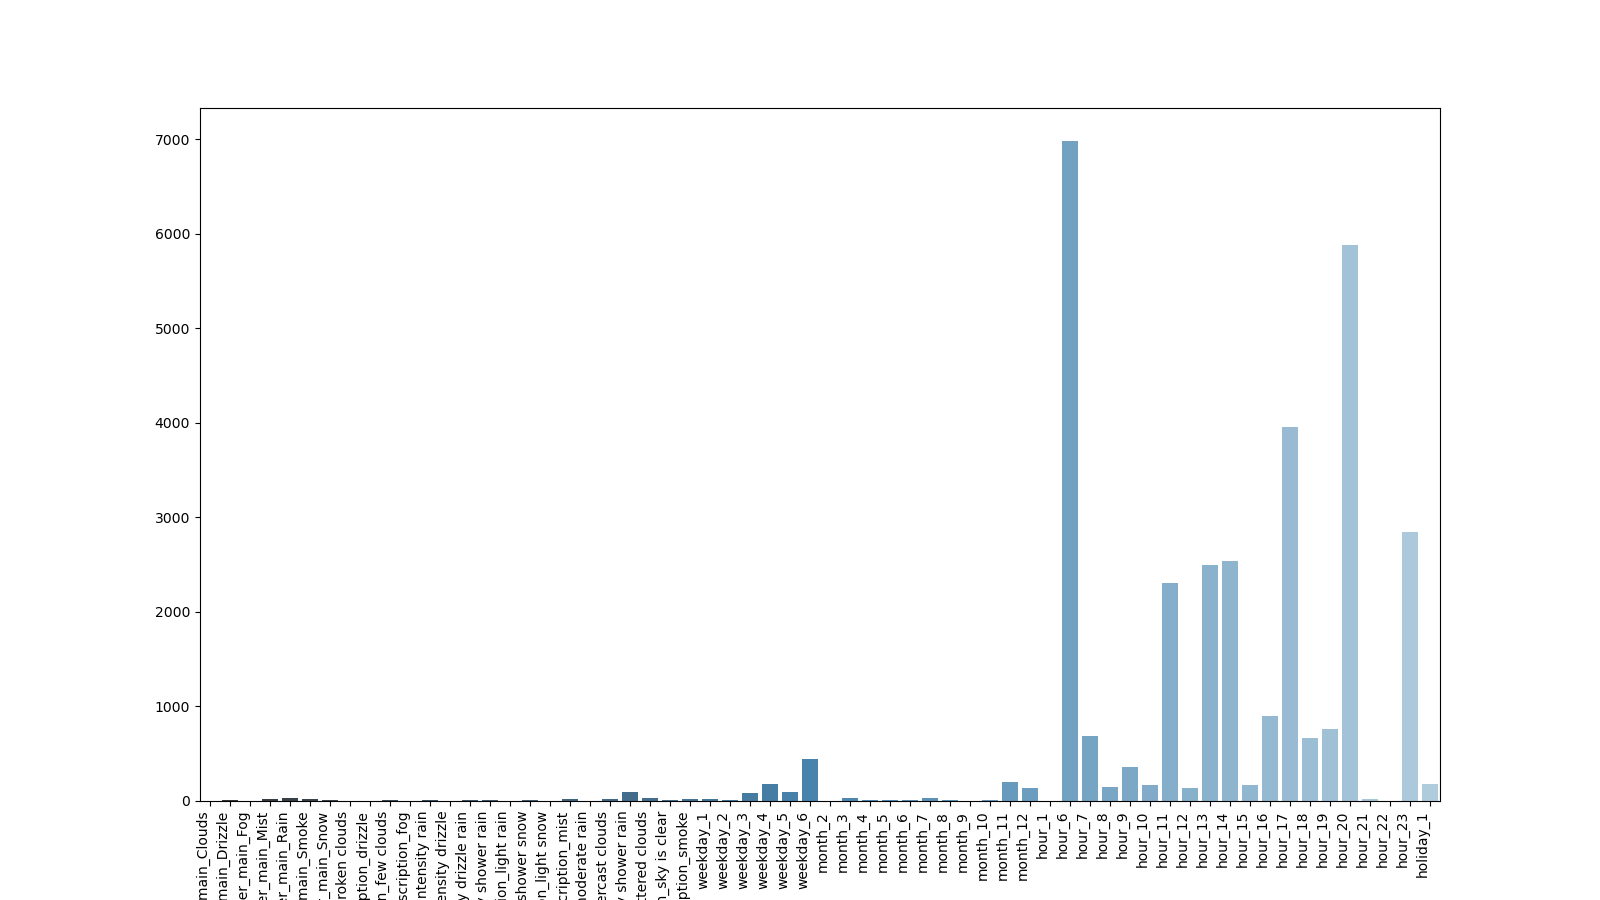 7000
6000
5000
4000
3000
2000
1000
0
main_Clouds
main_Drizzle
er_main_Fog
er_main_Mist
er_main_Rain
main_Smoke
r_main_Snow
roken clouds
ption_drizzle
n_few clouds
scription_fog
ntensity rain
ensity drizzle
y drizzle rain
y shower rain
ion_light rain
shower snow
on_light snow
cription_mist
noderate rain
ercast clouds
y shower rain
ttered clouds
n_sky is clear
ption_smoke
weekday_1
weekday_2
weekday_3
weekday_4
weekday_5
weekday_6
month_2
month_3
month_4
month_5
month_6
month_7
month_8
month_9
month_10
month_11
month_12
hour_1
hour_6
hour_7
hour_8
hour_9
hour_10
hour_11
hour_12
hour_13
hour_14
hour_15
hour_16
hour_17
hour_18
hour_19
hour_20
hour_21
hour_22
hour_23
holiday_1